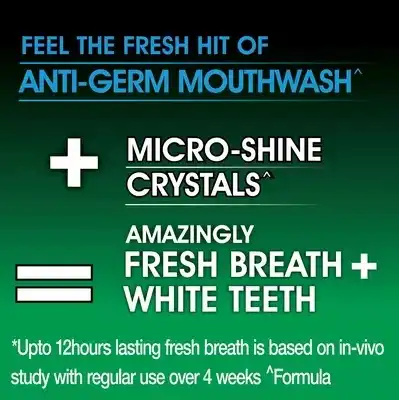 FEEL THE FRESH HIT OF
ANTI-GERM MOUTHWASH^
+ MICRO-SHINE
CRYSTALS^
AMAZINGLY
= FRESH BREATH +
WHITE TEETH
*Upto 12hours lasting fresh breath is based on in-vivo
study with regular use over 4 weeks ^Formula